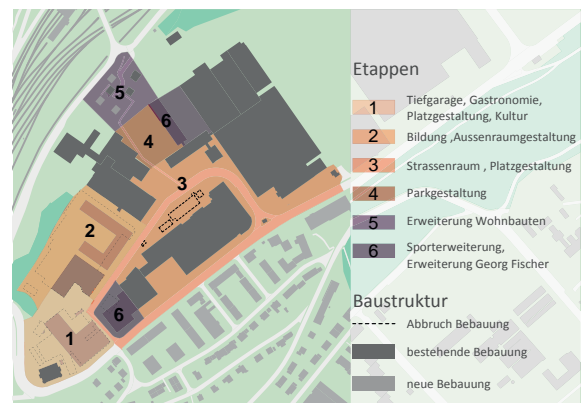 5
6
4
3
2
6
1
Etappen
1 Tiefgarage, Gastronomie,
Platzgestaltung, Kultur
2 Bildung ,Aussenraumgestaltung
3 Strassenraum , Platzgestaltung
4 Parkgestaltung
5 Erweiterung Wohnbauten
6 Sporterweiterung,
Erweiterung Georg Fischer
Baustruktur
Abbruch Bebauung
bestehende Bebauung
neue Bebauung